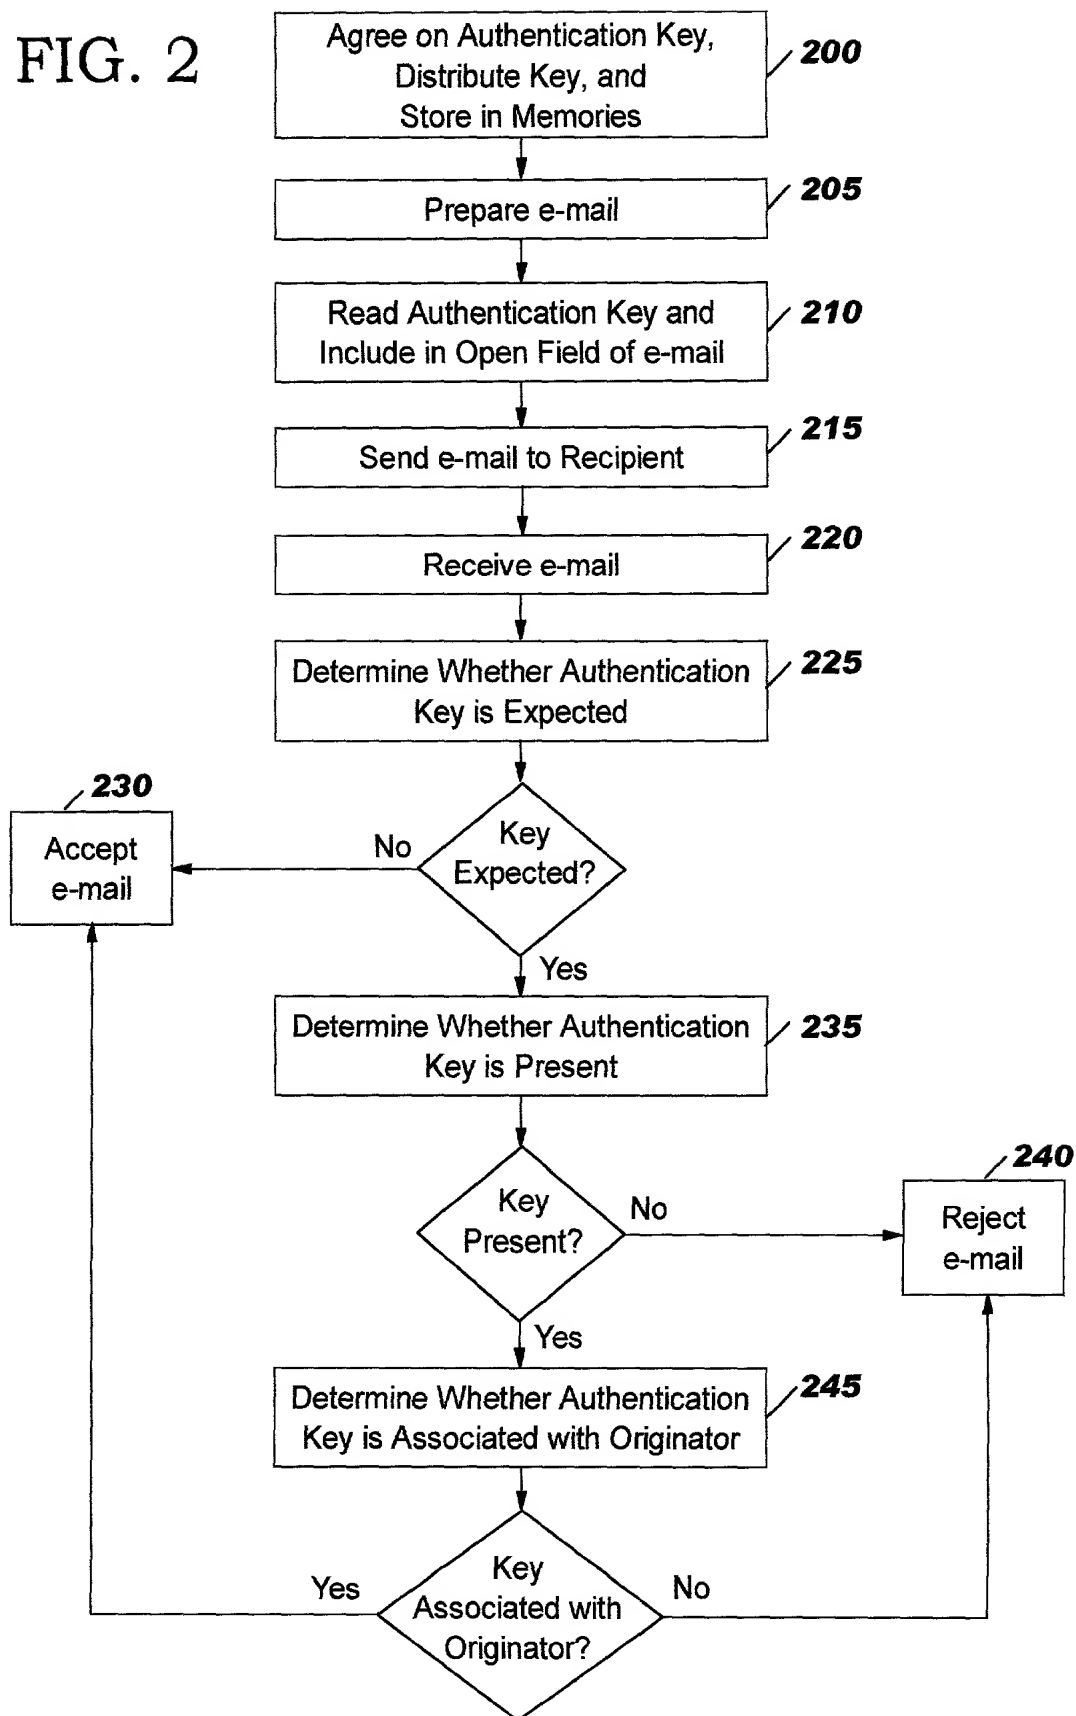 FIG. 2
Agree on Authentication Key,
Distribute Key, and
Store in Memories
200
Prepare e-mail
205
Read Authentication Key and
Include in Open Field of e-mail
210
Send e-mail to Recipient
215
Receive e-mail
220
Determine Whether Authentication
Key is Expected
225
230
Accept
e-mail
No
Key
Expected?
Yes
Determine Whether Authentication
Key is Present
235
Key
Present?
No
240
Reject
e-mail
Yes
Determine Whether Authentication
Key is Associated with Originator
245
Yes
Key
Associated with
Originator?
No